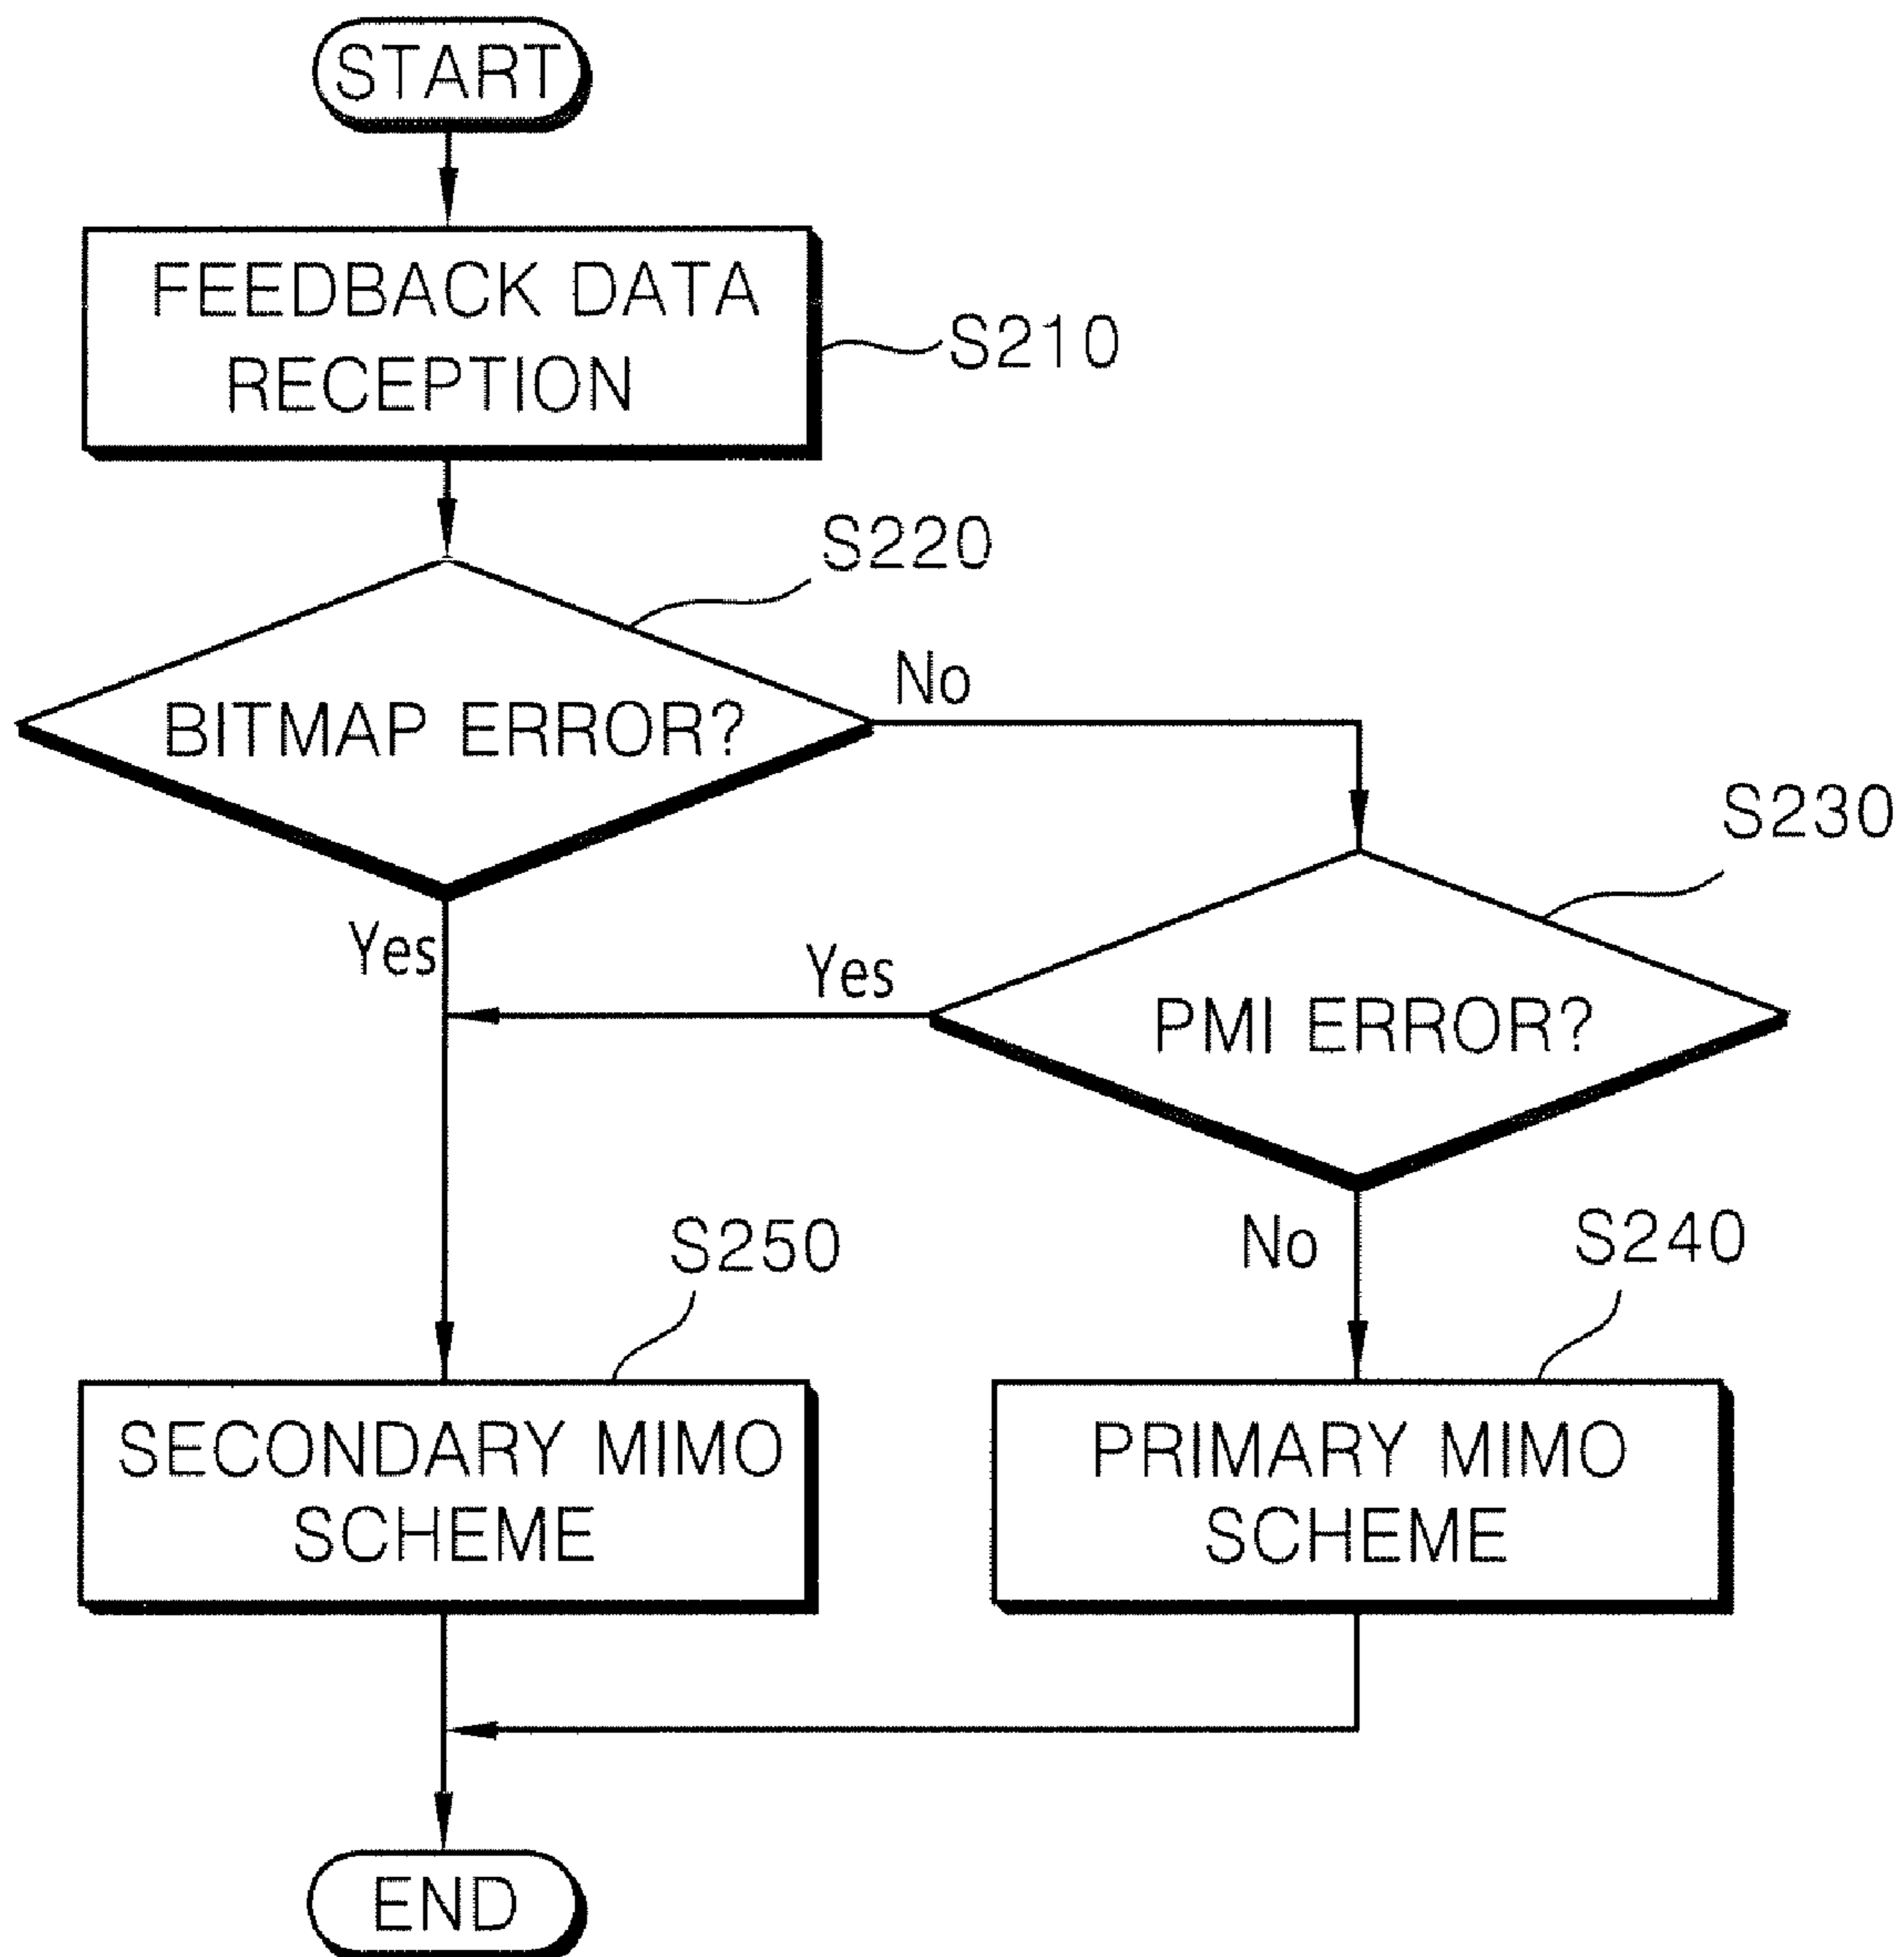 START
FEEDBACK DATA
RECEPTION
S210
S220
BITMAP ERROR?
No
S230
Yes
Yes
PMI ERROR?
S250
No
S240
SECONDARY MIMO
SCHEME
PRIMARY MIMO
SCHEME
END